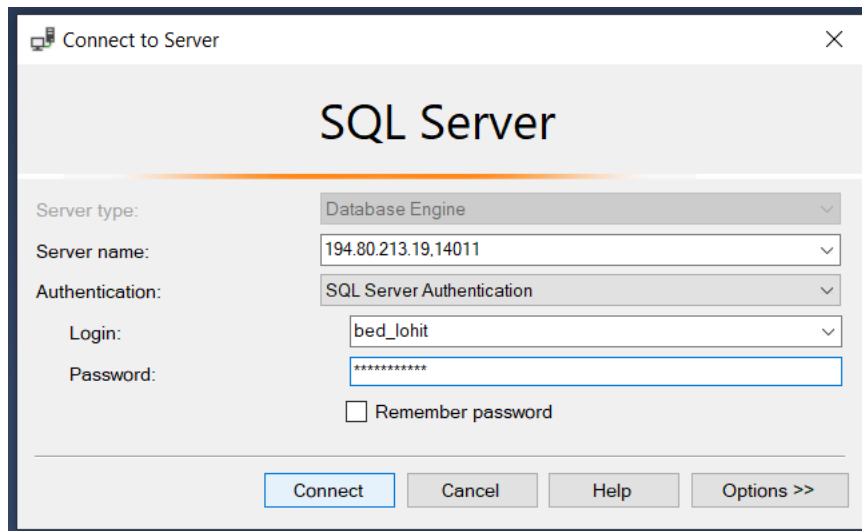 Connect to Server
SQL Server
Server type: Database Engine
Server name: 194.80.213.19,14011
Authentication: SQL Server Authentication
Login: bed_lohit
Password: ***********
Remember password
Connect Cancel Help Options >>